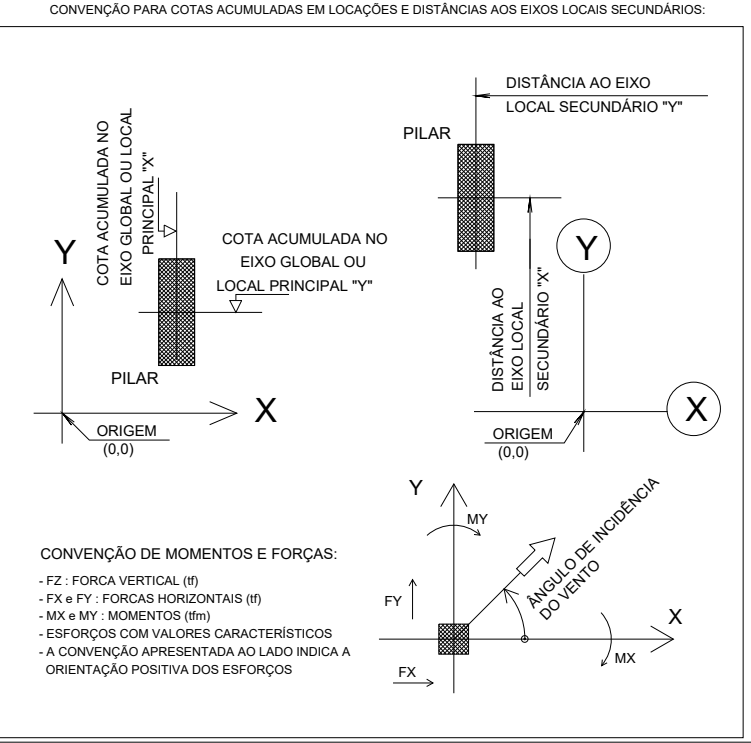 CONVENÇÃO PARA COTAS ACUMULADAS EM LOCAÇÕES E DISTÂNCIAS AOS EIXOS LOCAIS SECUNDÁRIOS:
COTA ACUMULADA NO
EIXO GLOBAL OU LOCAL
PRINCIPAL "X"
Y
COTA ACUMULADA NO
EIXO GLOBAL OU
LOCAL PRINCIPAL "Y"
PILAR
X
ORIGEM
(0,0)
DISTÂNCIA AO EIXO
LOCAL SECUNDÁRIO "Y"
PILAR
Y
DISTÂNCIA AO
EIXO LOCAL
SECUNDÁRIO "X"
X
ORIGEM
(0,0)
CONVENÇÃO DE MOMENTOS E FORÇAS:
- FZ : FORCA VERTICAL (tf)
- FX e FY : FORCAS HORIZONTAIS (tf)
- MX e MY : MOMENTOS (tfm)
- ESFORÇOS COM VALORES CARACTERÍSTICOS
- A CONVENÇÃO APRESENTADA AO LADO INDICA A
ORIENTAÇÃO POSITIVA DOS ESFORÇOS
Y
MY
ÂNGULO DE INCIDÊNCIA
DO VENTO
FY
X
MX
FX